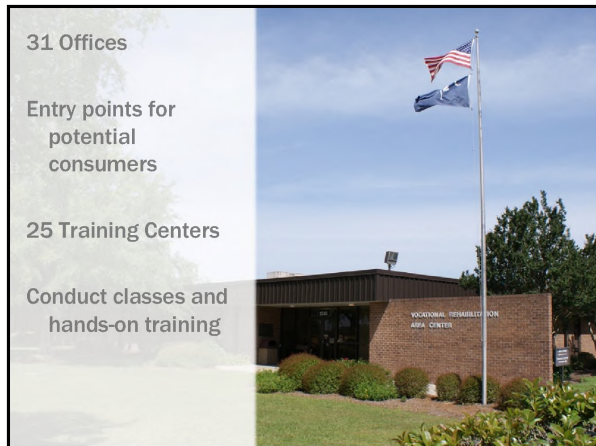 31 Offices
Entry points for
potential
consumers
25 Training Centers
Conduct classes and
hands-on training
VOCATIONAL REHABILITATION
AREA CENTER